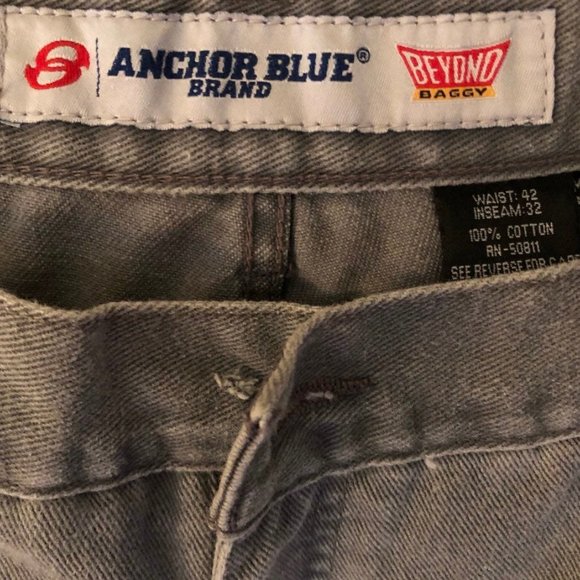 ANCHOR BLUE®
BRAND
BEYOND
BAGGY
WAIST: 42
INSEAM: 32
100% COTTON
RN-50811
SEE REVERSE FOR CARE